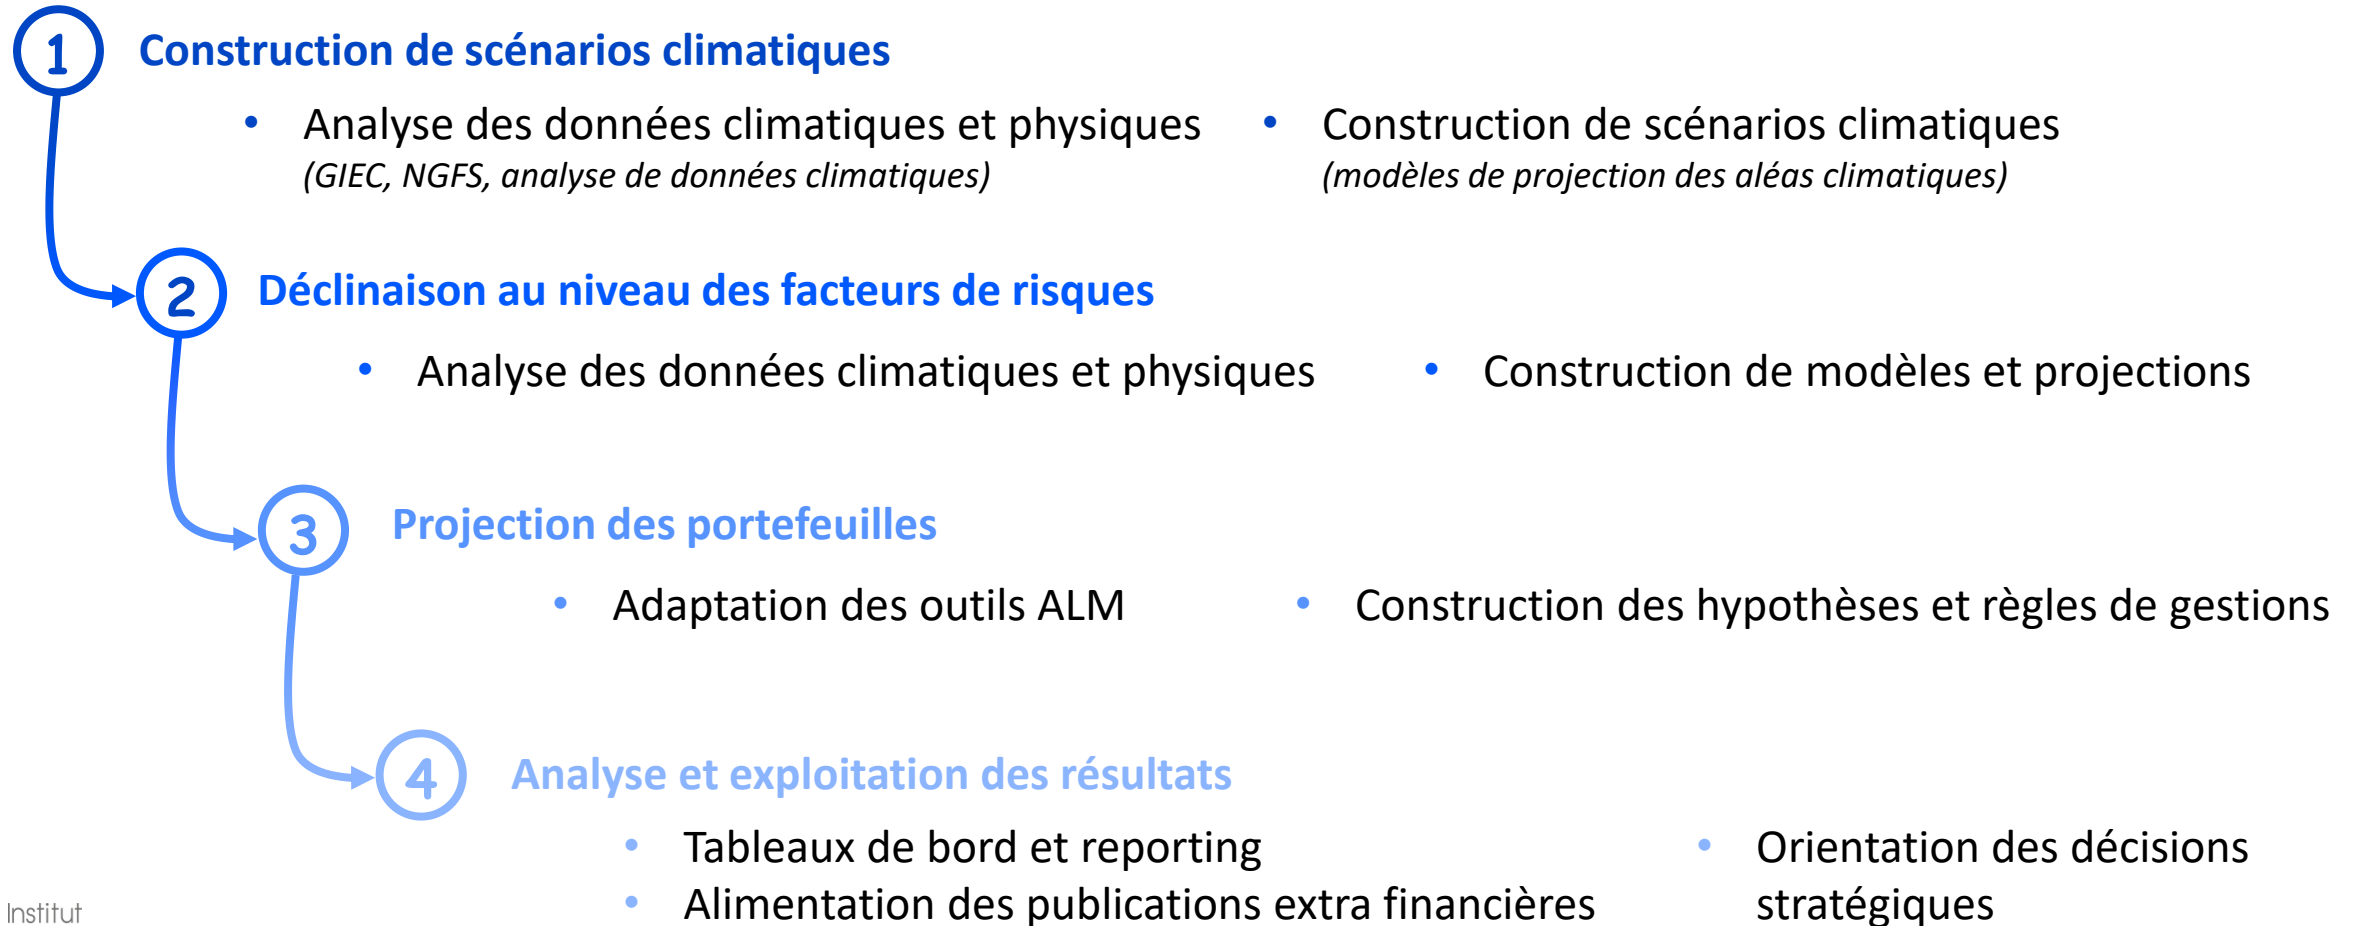 1
Construction de scénarios climatiques
• Analyse des données climatiques et physiques
(GIEC, NGFS, analyse de données climatiques)
• Construction de scénarios climatiques
(modèles de projection des aléas climatiques)
2
Déclinaison au niveau des facteurs de risques
• Analyse des données climatiques et physiques
• Construction de modèles et projections
3
Projection des portefeuilles
• Adaptation des outils ALM
• Construction des hypothèses et règles de gestions
4
Analyse et exploitation des résultats
• Tableaux de bord et reporting
• Alimentation des publications extra financières
• Orientation des décisions
stratégiques
Institut